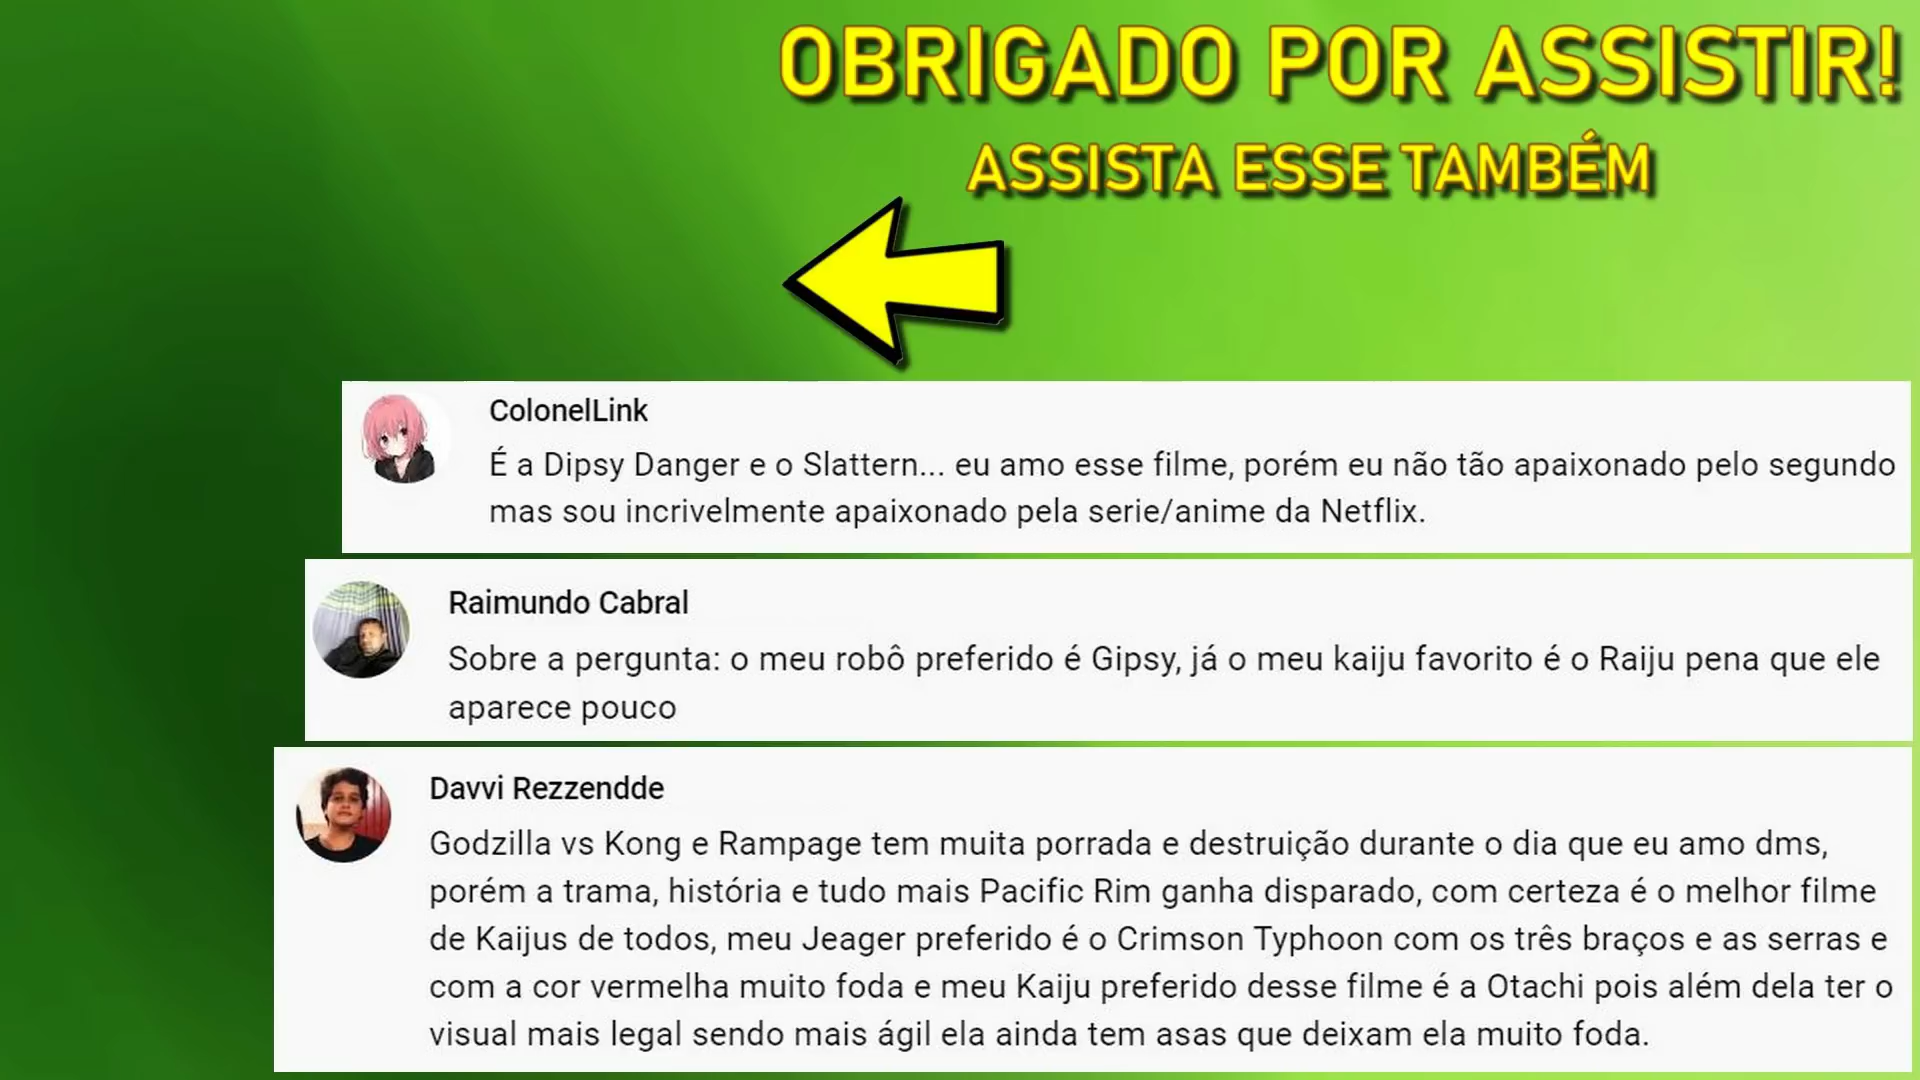 OBRIGADO POR ASSISTIR!
ASSISTA ESSE TAMBÉM
ColonelLink
É a Dipsy Danger e o Slattern... eu amo esse filme, porém eu não tão apaixonado pelo segundo
mas sou incrivelmente apaixonado pela serie/anime da Netflix.
Raimundo Cabral
Sobre a pergunta: o meu robô preferido é Gipsy, já o meu kaiju favorito é o Raiju pena que ele
aparece pouco
Davvi Rezzendde
Godzilla vs Kong e Rampage tem muita porrada e destruição durante o dia que eu amo dms,
porém a trama, história e tudo mais Pacific Rim ganha disparado, com certeza é o melhor filme
de Kaijus de todos, meu Jeager preferido é o Crimson Typhoon com os três braços e as serras e
com a cor vermelha muito foda e meu Kaiju preferido desse filme é a Otachi pois além dela ter o
visual mais legal sendo mais ágil ela ainda tem asas que deixam ela muito foda.